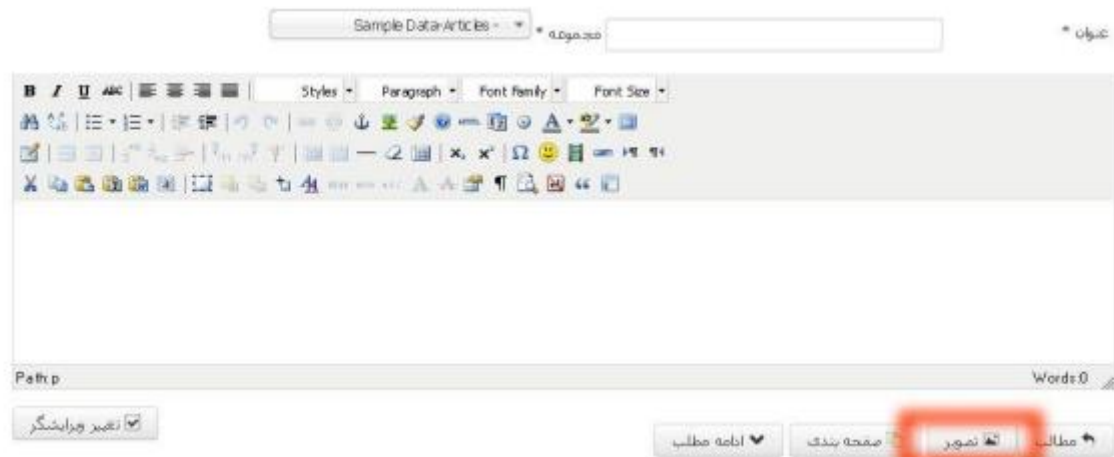 عنوان * مجموعه * Sample Data-Articles -
B I U ABC Styles Paragraph Font Family Font Size
Path:p Words:0
مطالب تصویر صفحه بندی ادامه مطلب تغییر ویرایشگر